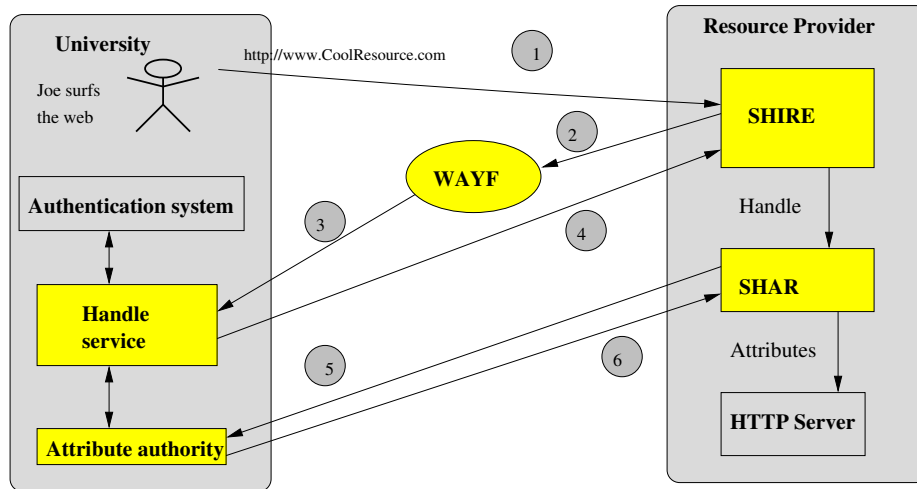 University
Resource Provider
http://www.CoolResource.com
1
Joe surfs
the web
SHIRE
2
WAYF
Authentication system
3
4
Handle
Handle
service
SHAR
5
6
Attributes
Attribute authority
HTTP Server